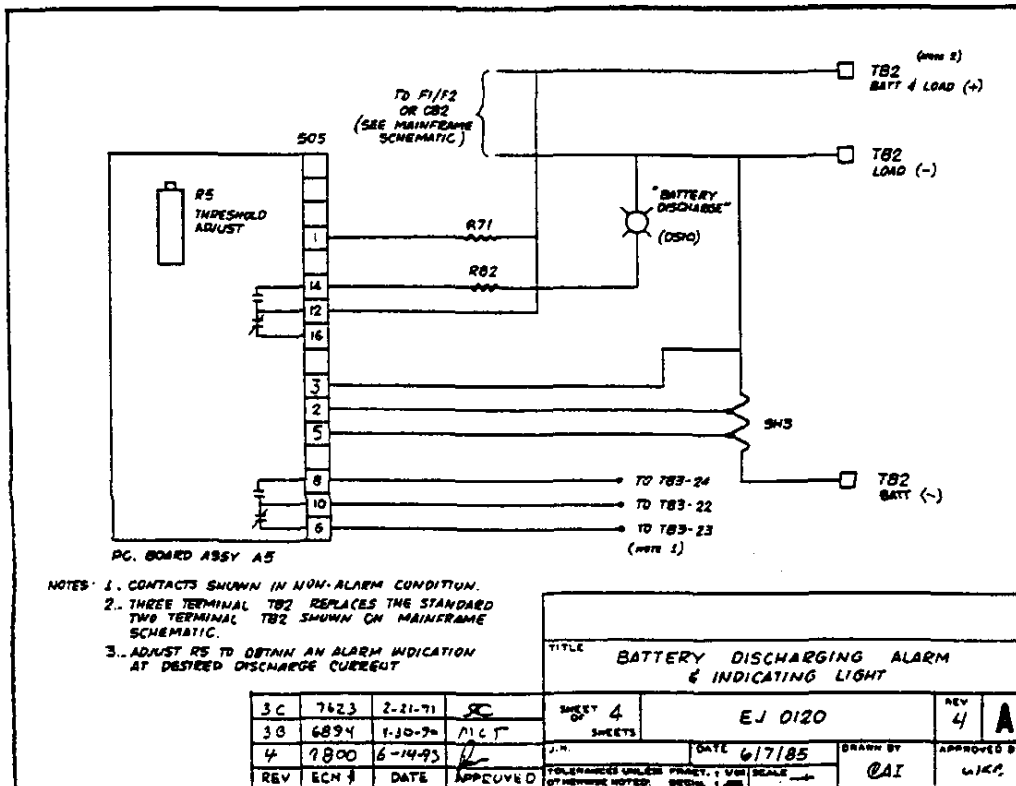 (NOTE 2)
TB2
BATT & LOAD (+)
TO F1/F2
OR CB2
(SEE MAINFRAME
SCHEMATIC)
505
TB2
LOAD (-)
R5
THRESHOLD
ADJUST
"BATTERY
DISCHARGE"
(DS10)
R71
1
R82
14
12
16
3
2
5
SH3
8
TO TB3-24
TB2
BATT (-)
10
TO TB3-22
6
TO TB3-23
(NOTE 1)
PC. BOARD ASSY A5
NOTES: 1. CONTACTS SHOWN IN NON-ALARM CONDITION.
2. THREE TERMINAL TB2 REPLACES THE STANDARD
TWO TERMINAL TB2 SHOWN ON MAINFRAME
SCHEMATIC.
3. ADJUST R5 TO OBTAIN AN ALARM INDICATION
AT DESIRED DISCHARGE CURRENT
TITLE
BATTERY DISCHARGING ALARM
& INDICATING LIGHT
3C 7623 2-21-91
3B 6894 1-30-90
4 7800 6-14-93
REV ECN # DATE APPROVED
SHEET 4
OF SHEETS
EJ 0120
REV
4
A
J.N.
DATE 6/7/85
DRAWN BY
APPROVED B
TOLERANCES UNLESS
OTHERWISE NOTED:
FRACT. ±
DECML ±
SCALE